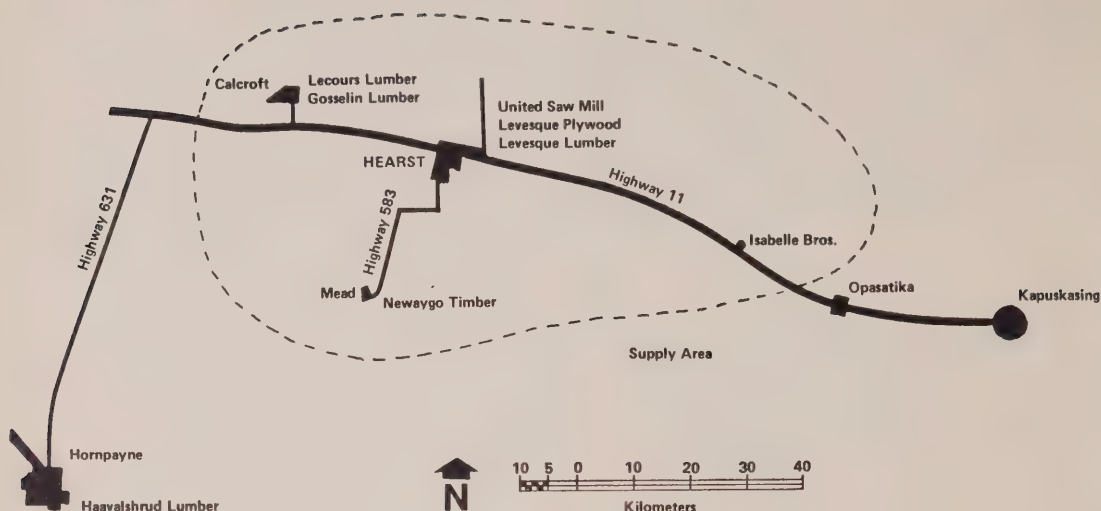 Calcroft
Lecours Lumber
Gosselin Lumber
United Saw Mill
Levesque Plywood
Levesque Lumber
HEARST
Highway 11
Highway 631
Highway 583
Isabelle Bros.
Mead
Newaygo Timber
Opasatika
Kapuskasing
Supply Area
Hornpayne
Haavalshrud Lumber
N
10 5 0 10 20 30 40
Kilometers